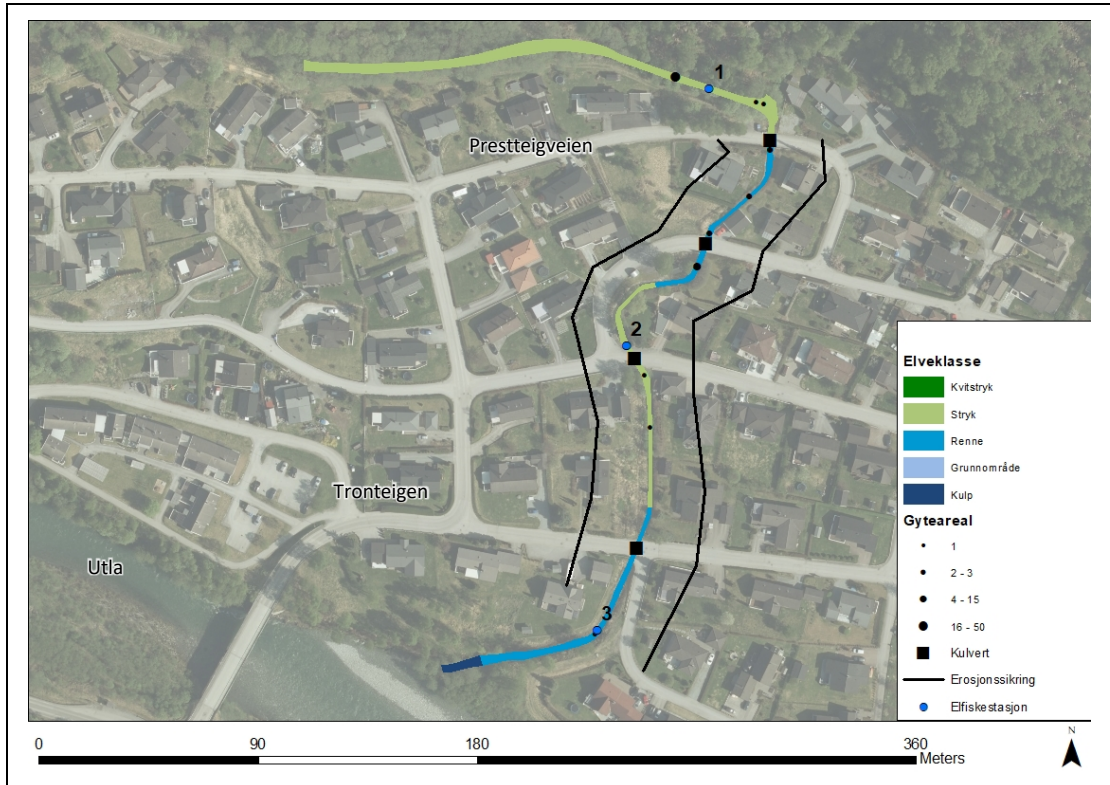 1
Prestteigveien
2
Elveklasse
Kvitstryk
Stryk
Renne
Grunnområde
Kulp
Gyteareal
1
2 - 3
4 - 15
16 - 50
Kulvert
Erosjonssikring
Elfiskestasjon
Tronteigen
Utla
3
0 90 180 360
Meters
N